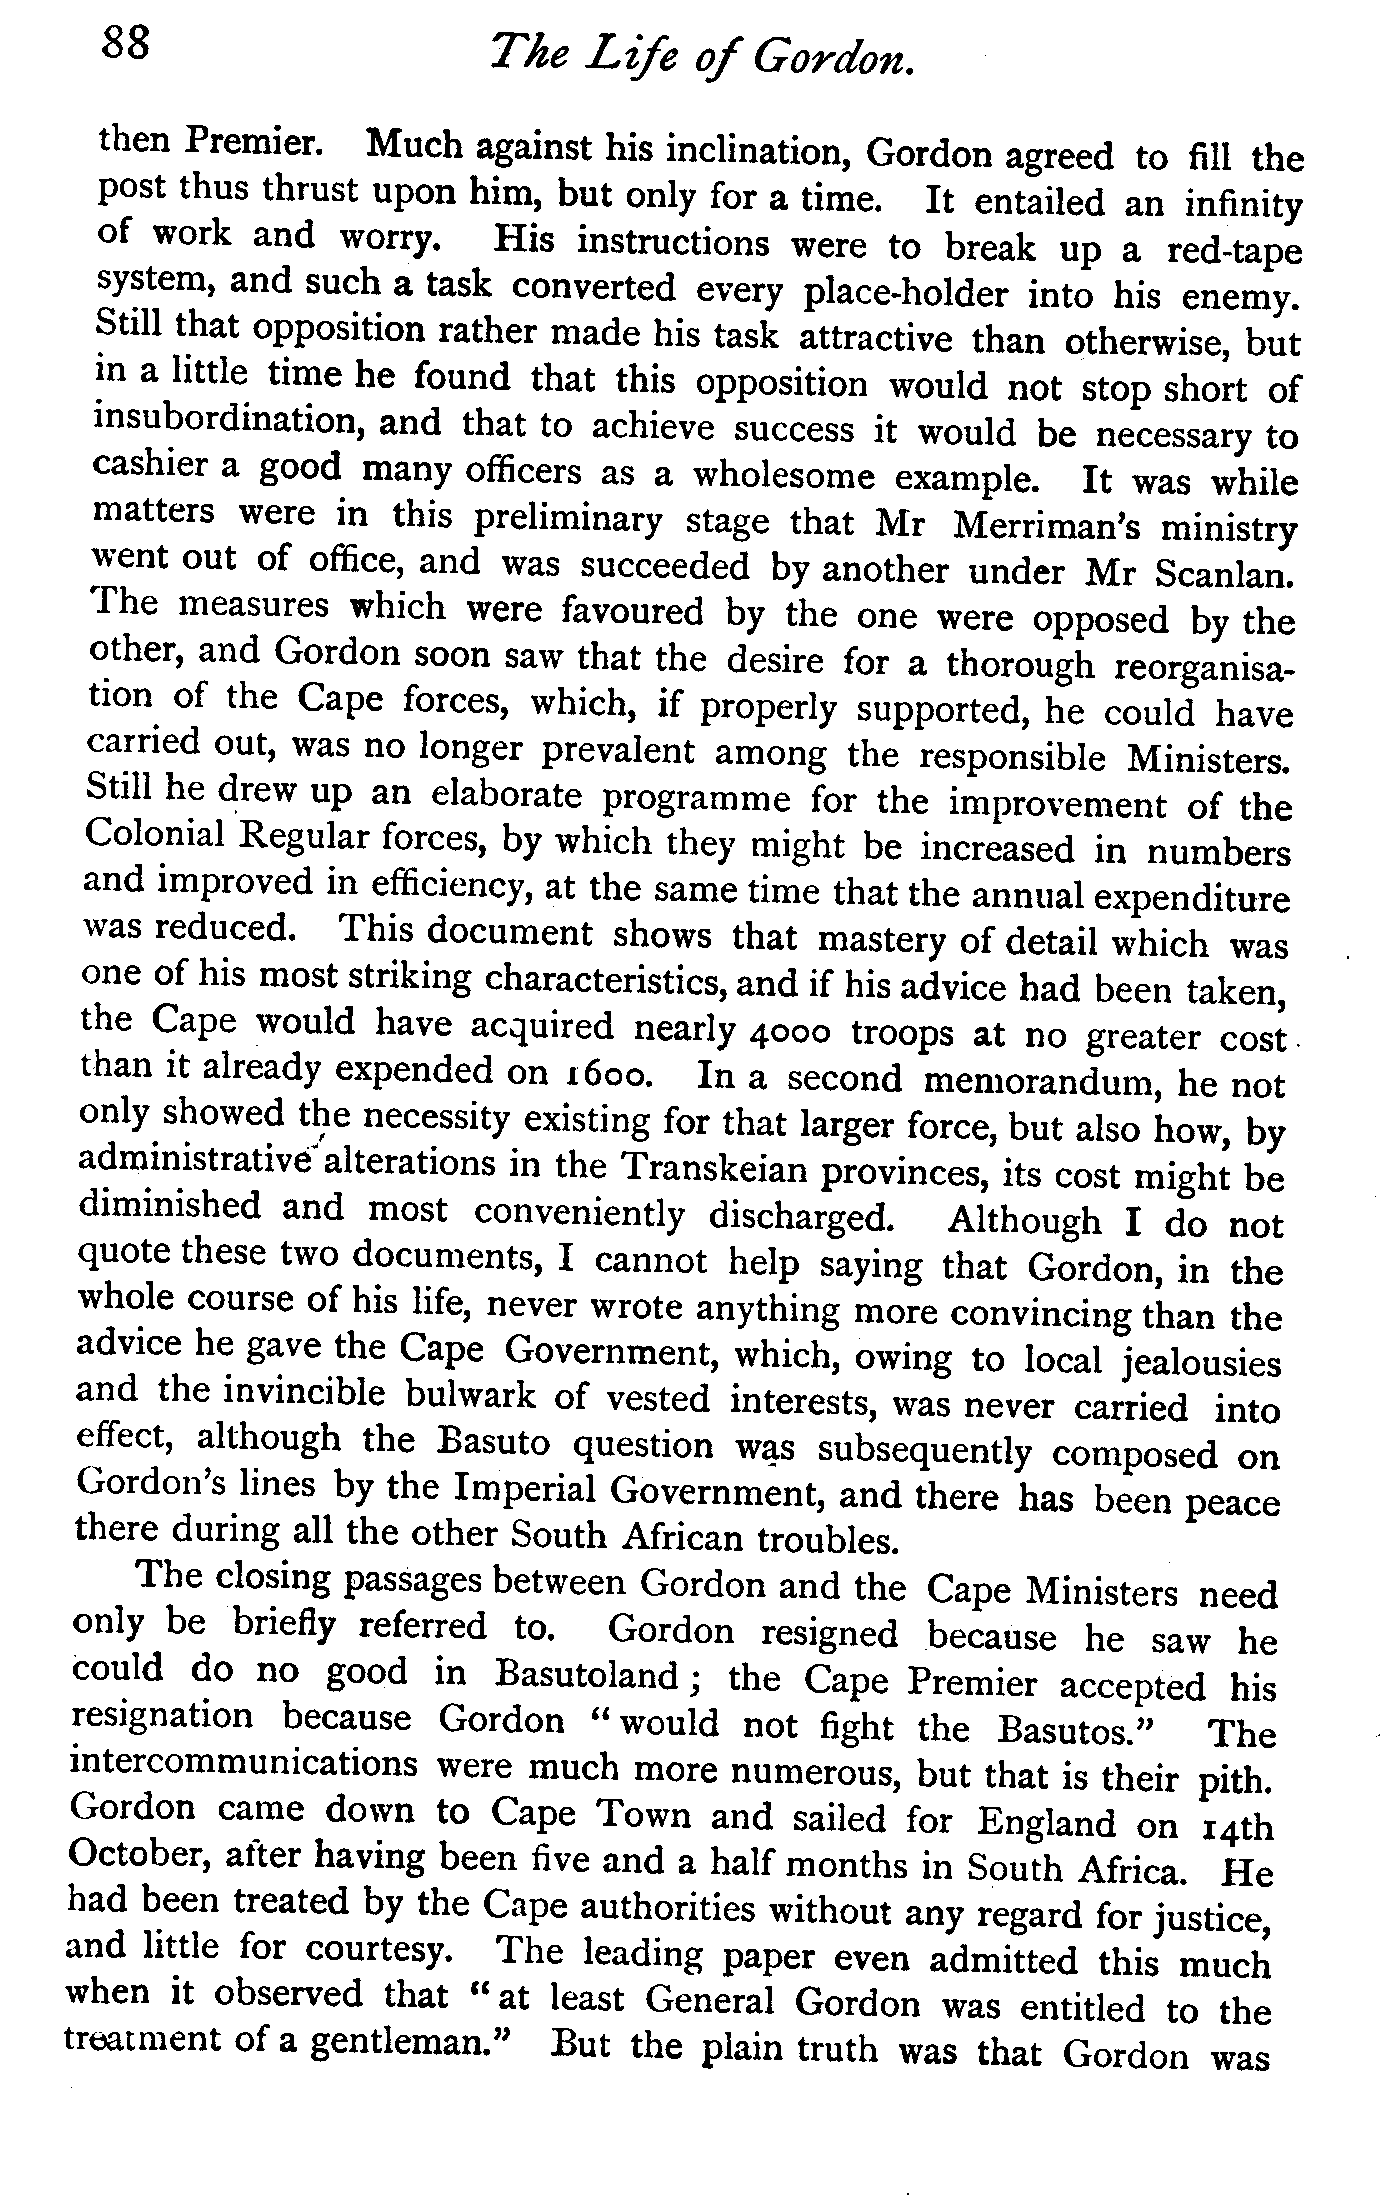 88
The Life of Gordon.
then Premier. Much against his inclination, Gordon agreed to fill the
post thus thrust upon him, but only for a time. It entailed an infinity
of work and worry. His instructions were to break up a red-tape
system, and such a task converted every place-holder into his enemy.
Still that opposition rather made his task attractive than otherwise, but
in a little time he found that this opposition would not stop short of
insubordination, and that to achieve success it would be necessary to
cashier a good many officers as a wholesome example. It was while
matters were in this preliminary stage that Mr Merriman's ministry
went out of office, and was succeeded by another under Mr Scanlan.
The measures which were favoured by the one were opposed by the
other, and Gordon soon saw that the desire for a thorough reorganisa-
tion of the Cape forces, which, if properly supported, he could have
carried out, was no longer prevalent among the responsible Ministers.
Still he drew up an elaborate programme for the improvement of the
Colonial Regular forces, by which they might be increased in numbers
and improved in efficiency, at the same time that the annual expenditure
was reduced. This document shows that mastery of detail which was
one of his most striking characteristics, and if his advice had been taken,
the Cape would have acquired nearly 4000 troops at no greater cost
than it already expended on 1600. In a second memorandum, he not
only showed the necessity existing for that larger force, but also how, by
administrative alterations in the Transkeian provinces, its cost might be
diminished and most conveniently discharged. Although I do not
quote these two documents, I cannot help saying that Gordon, in the
whole course of his life, never wrote anything more convincing than the
advice he gave the Cape Government, which, owing to local jealousies
and the invincible bulwark of vested interests, was never carried into
effect, although the Basuto question was subsequently composed on
Gordon's lines by the Imperial Government, and there has been peace
there during all the other South African troubles.
The closing passages between Gordon and the Cape Ministers need
only be briefly referred to. Gordon resigned because he saw he
could do no good in Basutoland; the Cape Premier accepted his
resignation because Gordon "would not fight the Basutos." The
intercommunications were much more numerous, but that is their pith.
Gordon came down to Cape Town and sailed for England on 14th
October, after having been five and a half months in South Africa. He
had been treated by the Cape authorities without any regard for justice,
and little for courtesy. The leading paper even admitted this much
when it observed that "at least General Gordon was entitled to the
treatment of a gentleman." But the plain truth was that Gordon was